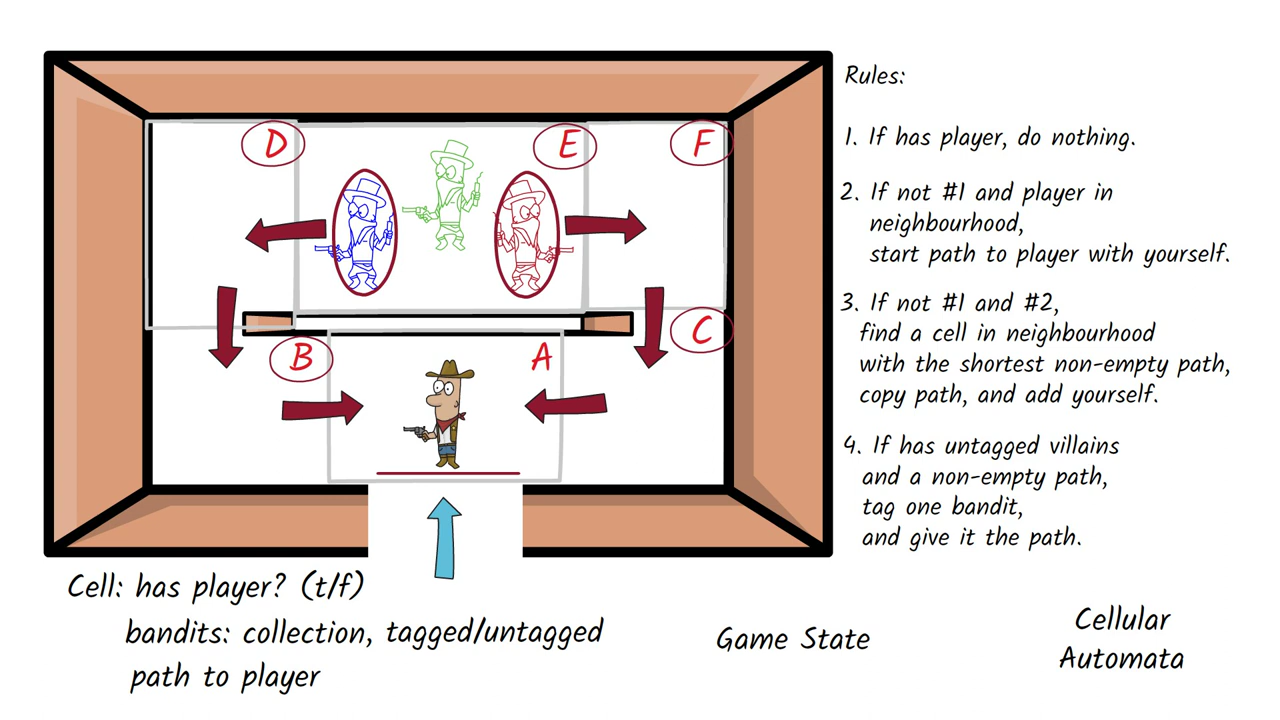 D
E
F
B
A
C
Rules:
1. If has player, do nothing.
2. If not #1 and player in
neighbourhood,
start path to player with yourself.
3. If not #1 and #2,
find a cell in neighbourhood
with the shortest non-empty path,
copy path, and add yourself.
4. If has untagged villains
and a non-empty path,
tag one bandit,
and give it the path.
Cell: has player? (t/f)
bandits: collection, tagged/untagged
path to player
Game State
Cellular
Automata